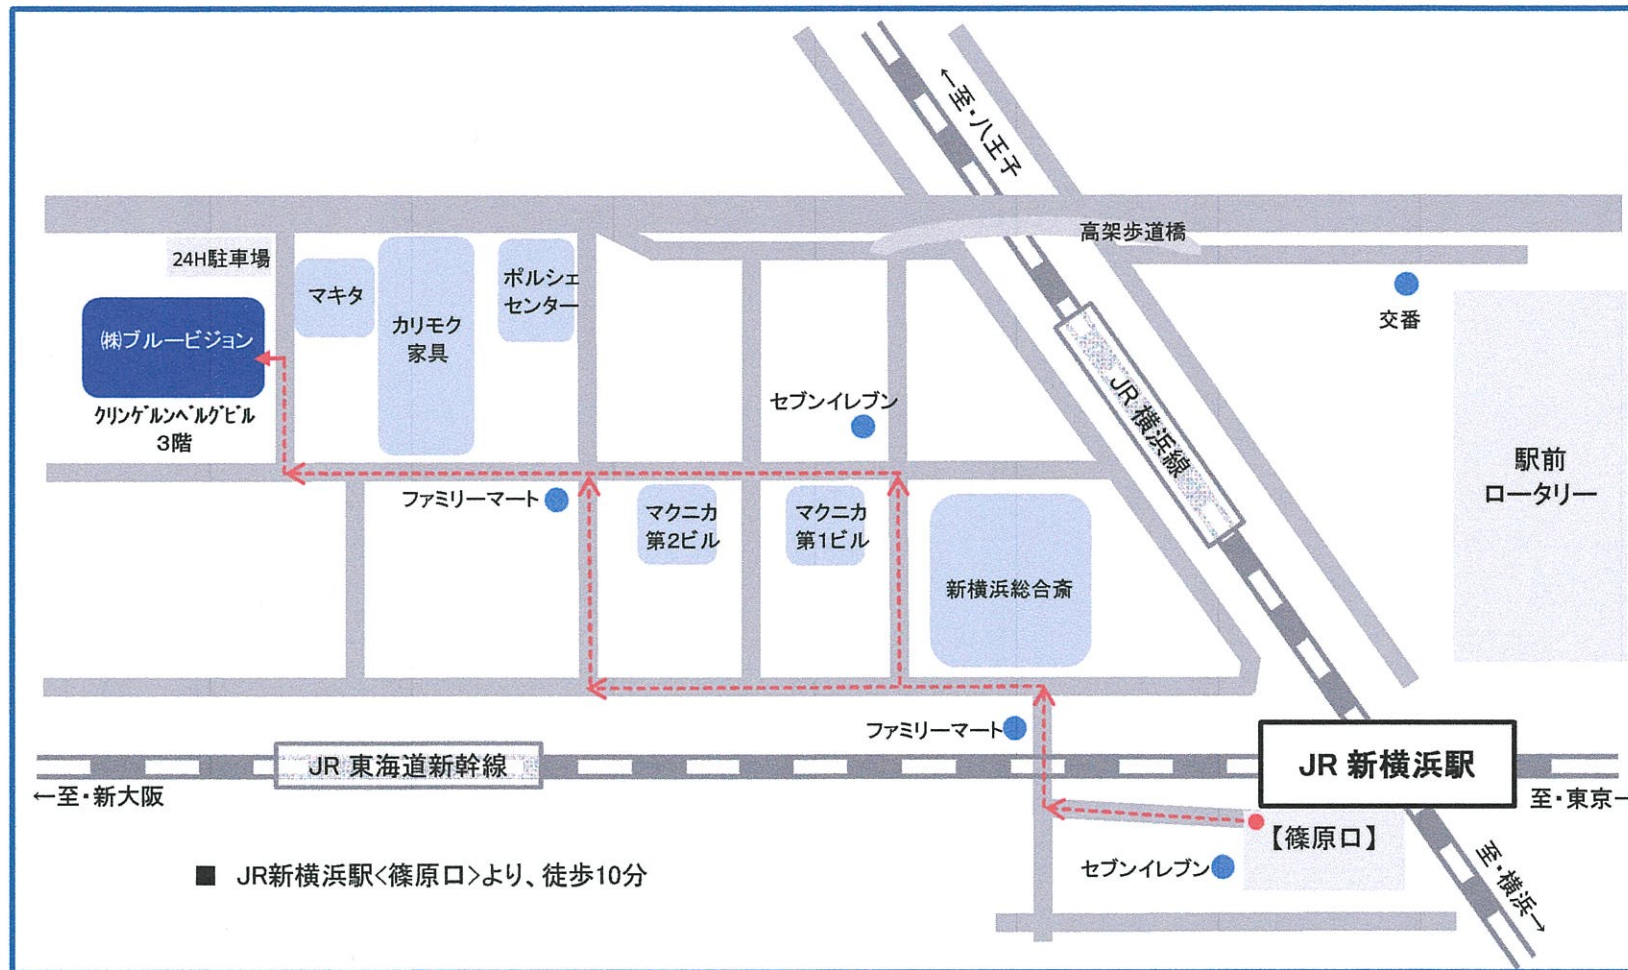 ←至・八王子
高架歩道橋
24H駐車場
マキタ
ポルシェ
センター
カリモク
家具
㈱ブルービジョン
クリンゲルンベルグビル
3階
交番
JR 横浜線
セブンイレブン
駅前
ロータリー
ファミリーマート
マクニカ
第2ビル
マクニカ
第1ビル
新横浜総合斎
ファミリーマート
JR 東海道新幹線
JR 新横浜駅
←至・新大阪
至・東京→
【篠原口】
セブンイレブン
至・横浜→
■ JR新横浜駅<篠原口>より、徒歩10分